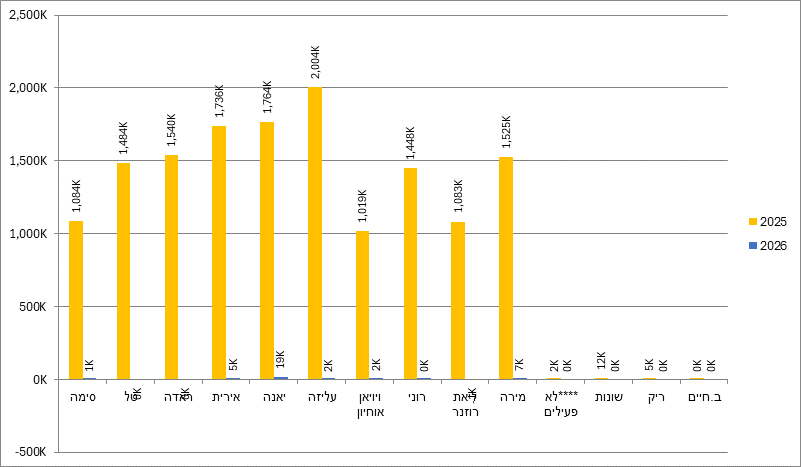 2,500K
2,000K
1,500K
1,000K
500K
0K
-500K
1,084K
1,484K
1,540K
1,736K
1,764K
2,004K
1,019K
1,448K
1,083K
1,525K
2K
12K
5K
0K
1K
5K
19K
2K
2K
0K
7K
0K
0K
0K
0K
סימה
טל
אירית
יאנה
עליזה
ויויאן
אוחיון
רוני
ליאת
רוזנר
מירה
****לא
פעילים
שונות
ריק
ב.חיים
2025
2026